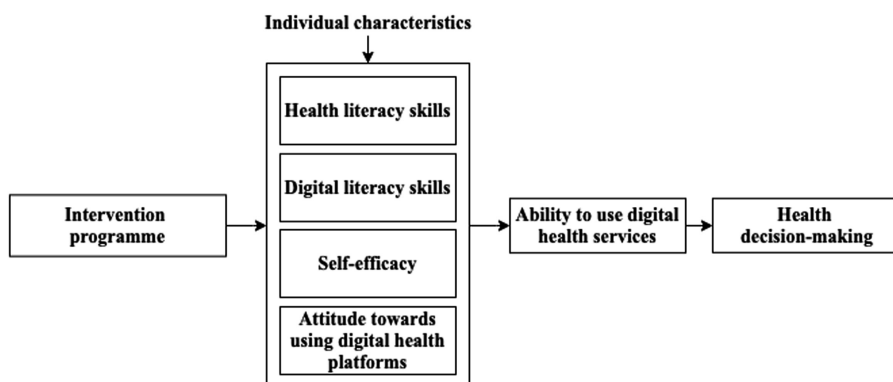 Individual characteristics
Health literacy skills
Digital literacy skills
Intervention
programme
Self-efficacy
Attitude towards
using digital health
platforms
Ability to use digital
health services
Health
decision-making